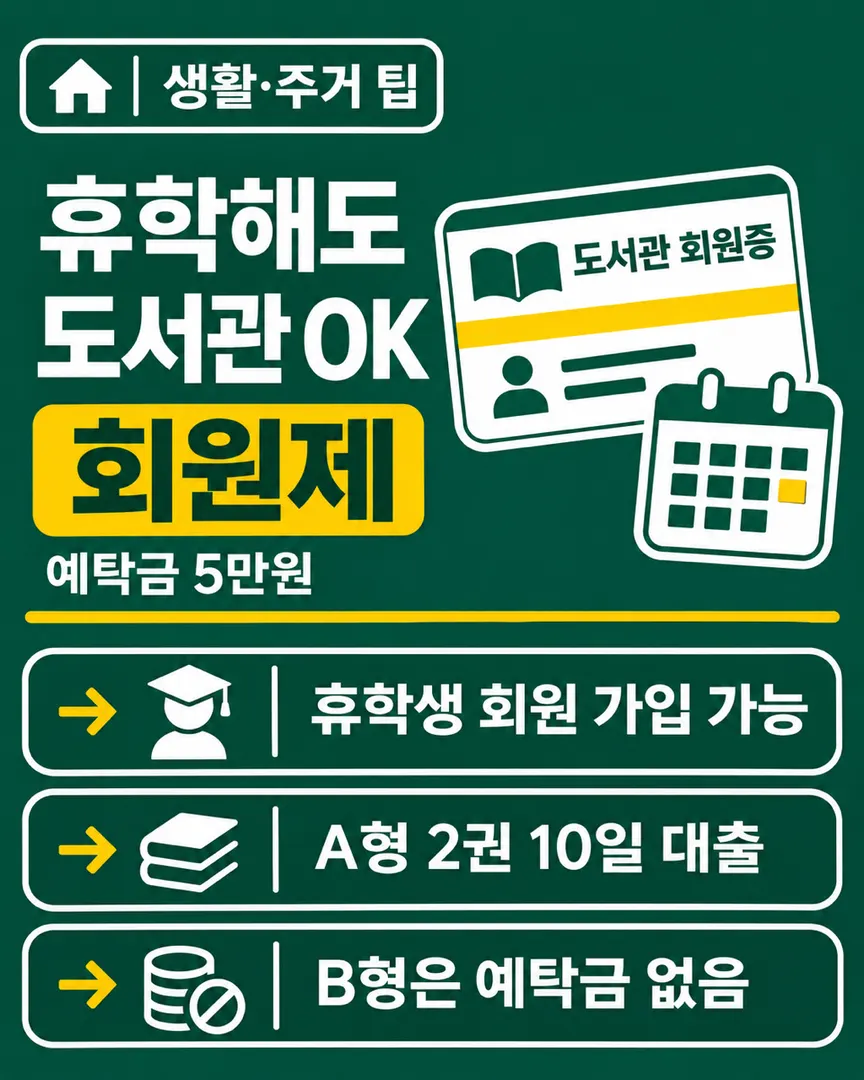 생활·주거 팁
휴학해도
도서관 OK
회원제
예탁금 5만원
도서관 회원증
휴학생 회원 가입 가능
A형 2권 10일 대출
B형은 예탁금 없음